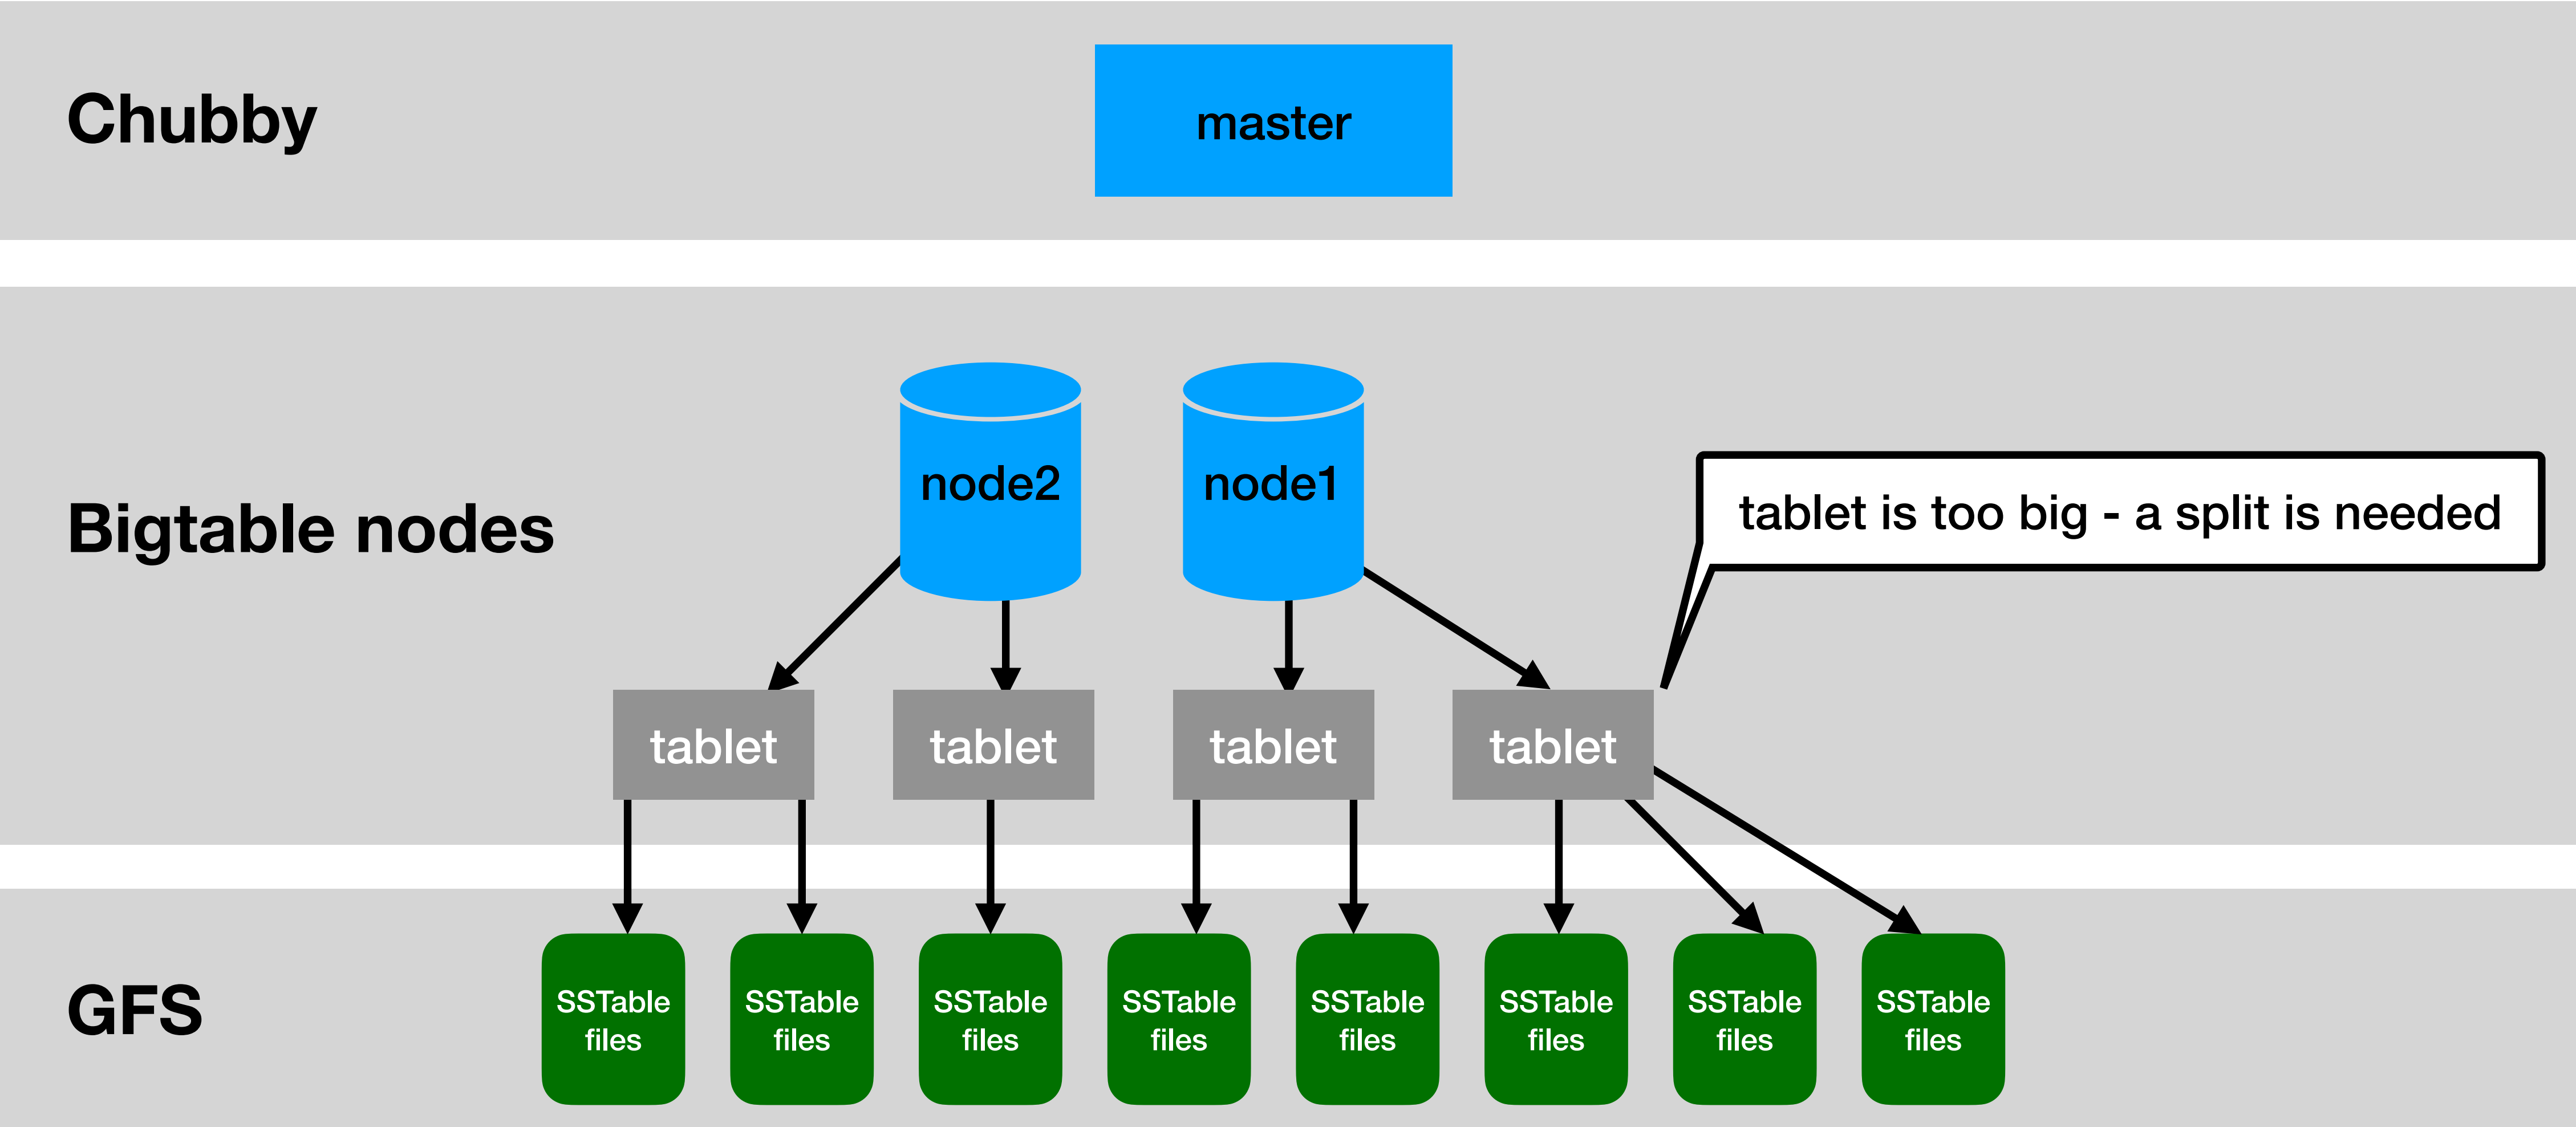 Chubby
master
Bigtable nodes
node2
node1
tablet is too big - a split is needed
tablet
tablet
tablet
tablet
GFS
SSTable
files
SSTable
files
SSTable
files
SSTable
files
SSTable
files
SSTable
files
SSTable
files
SSTable
files